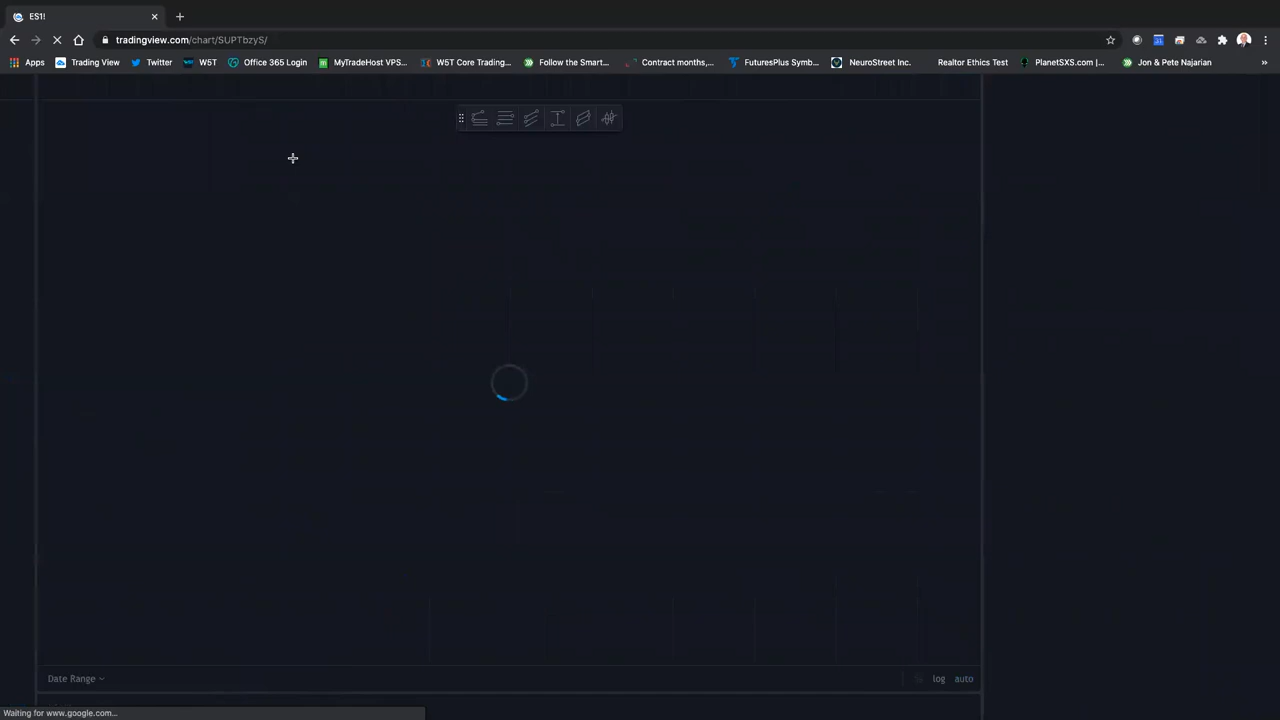 ES1!
tradingview.com/chart/SUPTbzyS/
Apps Trading View Twitter W5T Office 365 Login MyTradeHost VPS... W5T Core Trading... Follow the Smart... Contract months,... FuturesPlus Symb... NeuroStreet Inc. Realtor Ethics Test PlanetSXS.com |... Jon & Pete Najarian »
Date Range log auto
Waiting for www.google.com...